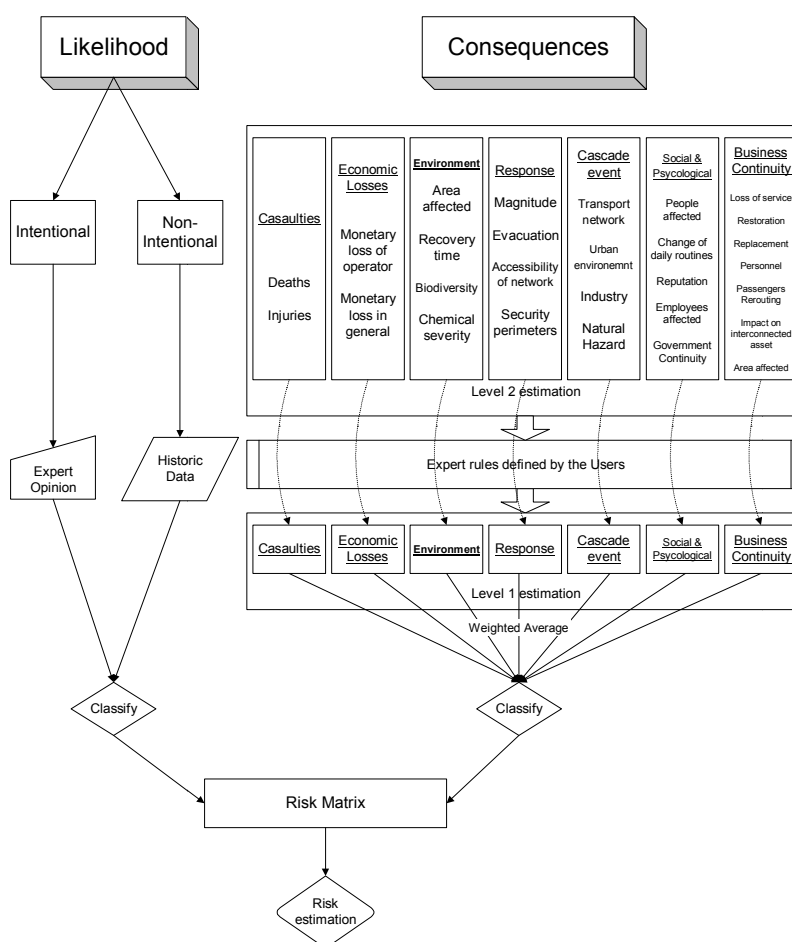 Likelihood
Consequences
Intentional
Non-
Intentional
Expert
Opinion
Historic
Data
Classify
Casaulties
Deaths
Injuries
Economic
Losses
Monetary
loss of
operator
Monetary
loss in
general
Environment
Area
affected
Recovery
time
Biodiversity
Chemical
severity
Response
Magnitude
Evacuation
Accessibility
of network
Security
perimeters
Cascade
event
Transport
network
Urban
environemnt
Industry
Natural
Hazard
Social &
Psycological
People
affected
Change of
daily routines
Reputation
Employees
affected
Government
Continuity
Business
Continuity
Loss of service
Restoration
Replacement
Personnel
Passengers
Rerouting
Impact on
interconnected
asset
Area affected
Level 2 estimation
Expert rules defined by the Users
Casaulties
Economic
Losses
Environment
Response
Cascade
event
Social &
Psycological
Business
Continuity
Level 1 estimation
Weighted Average
Classify
Risk Matrix
Risk
estimation